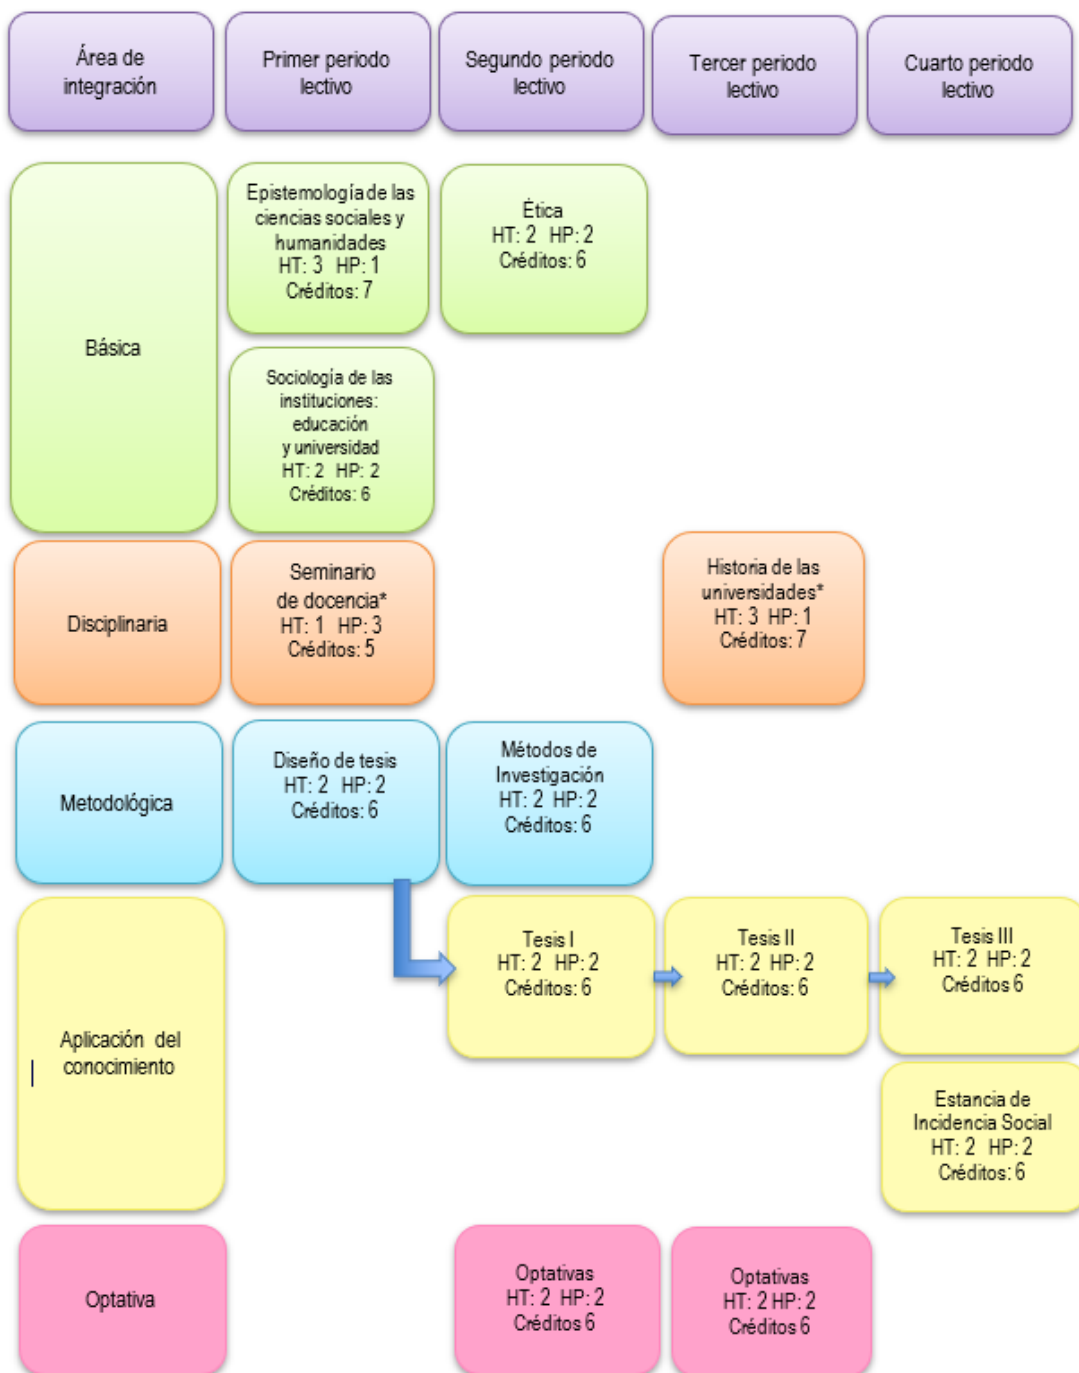 Área de
integración
Primer periodo
lectivo
Segundo periodo
lectivo
Tercer periodo
lectivo
Cuarto periodo
lectivo
Básica
Epistemología de las
ciencias sociales y
humanidades
HT: 3 HP: 1
Créditos: 7
Ética
HT: 2 HP: 2
Créditos: 6
Sociología de las
instituciones:
educación
y universidad
HT: 2 HP: 2
Créditos: 6
Disciplinaria
Seminario
de docencia*
HT: 1 HP: 3
Créditos: 5
Historia de las
universidades*
HT: 3 HP: 1
Créditos: 7
Metodológica
Diseño de tesis
HT: 2 HP: 2
Créditos: 6
Métodos de
Investigación
HT: 2 HP: 2
Créditos: 6
Aplicación del
conocimiento
Tesis I
HT: 2 HP: 2
Créditos: 6
Tesis II
HT: 2 HP: 2
Créditos: 6
Tesis III
HT: 2 HP: 2
Créditos 6
Estancia de
Incidencia Social
HT: 2 HP: 2
Créditos: 6
Optativa
Optativas
HT: 2 HP: 2
Créditos 6
Optativas
HT: 2 HP: 2
Créditos 6